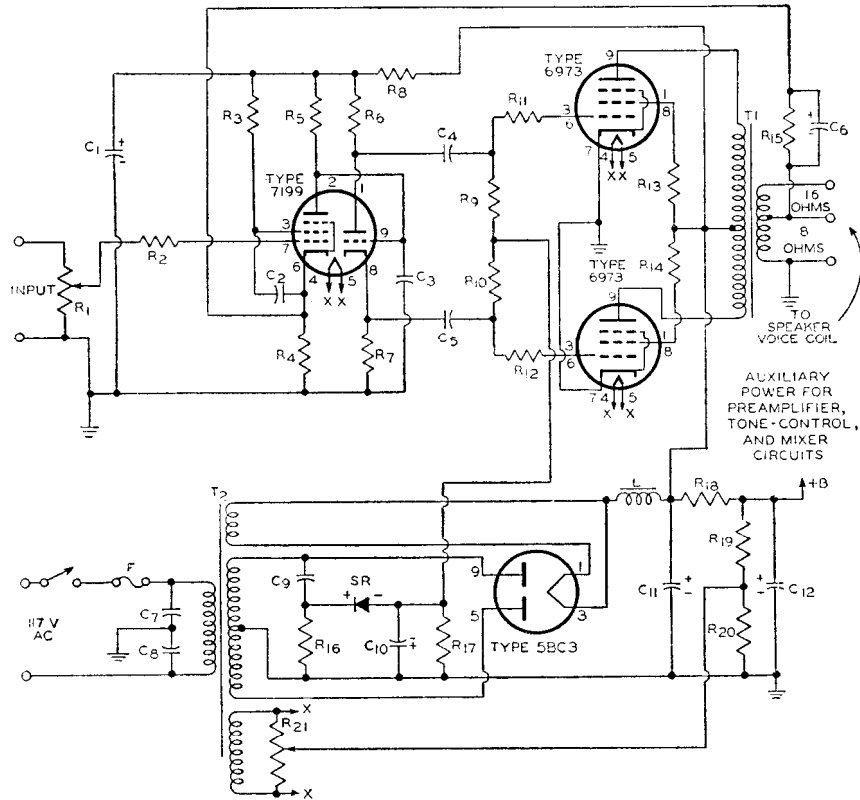 TYPE
6973
9
1
8
3
6
7
4
5
X X
R11
T1
R8
R3
R5
R6
C4
C1
+
-
R13
R15
+
C6
TYPE
7199
2
1
3
7
9
6
4
5
8
X X
R9
16
OHMS
8
OHMS
R2
INPUT
R1
C2
C3
R10
R14
TYPE
6973
9
1
8
3
6
7
4
5
X X
C5
R12
R4
R7
TO
SPEAKER
VOICE COIL
AUXILIARY
POWER FOR
PREAMPLIFIER,
TONE-CONTROL,
AND MIXER
CIRCUITS
T2
L
R18
+B
F
117 V
AC
C7
C8
C9
SR
+
-
R16
C10
-
+
R17
9
5
1
3
TYPE 5BC3
C11
+
-
R19
R20
+
-
C12
X
R21
X